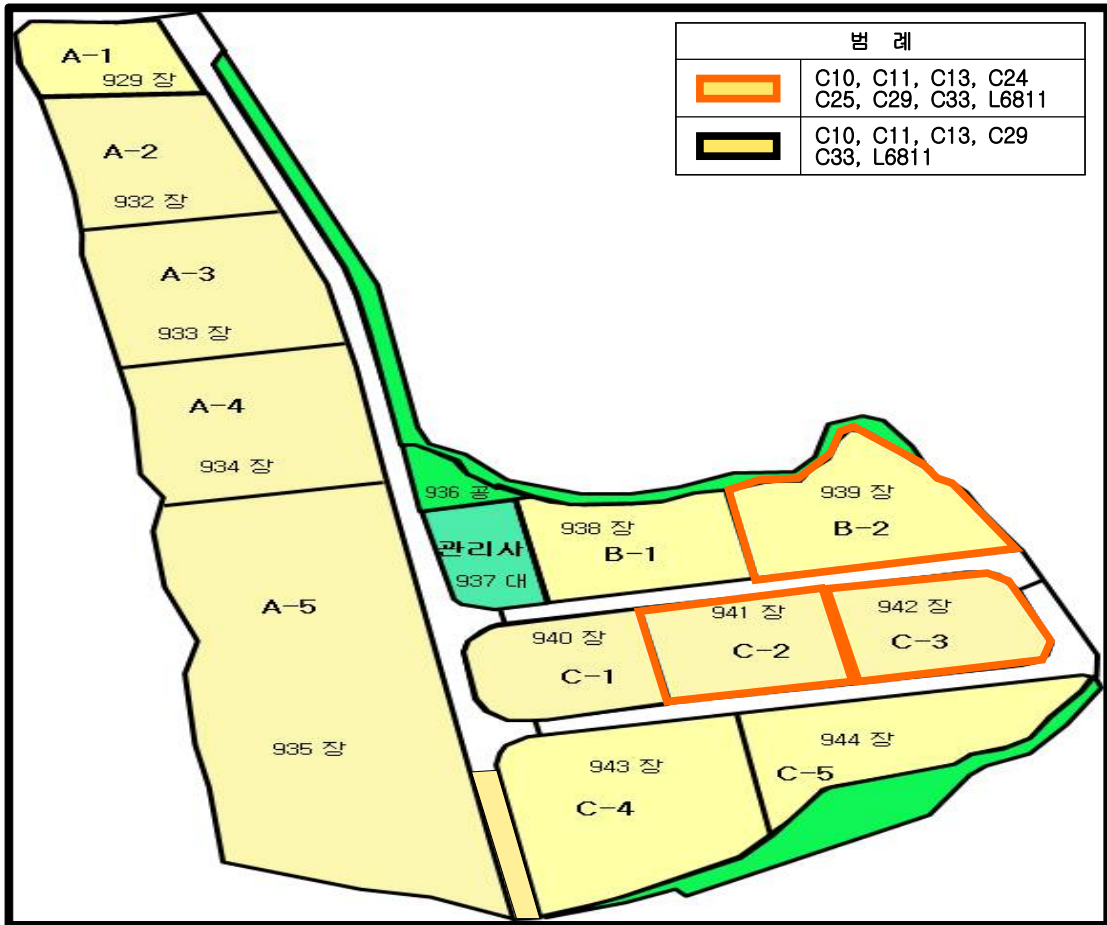 범 례
C10, C11, C13, C24
C25, C29, C33, L6811
C10, C11, C13, C29
C33, L6811
A-1
929 장
A-2
932 장
A-3
933 장
A-4
934 장
A-5
935 장
936 공
관리사
937 대
938 장
B-1
939 장
B-2
940 장
C-1
941 장
C-2
942 장
C-3
943 장
C-4
944 장
C-5